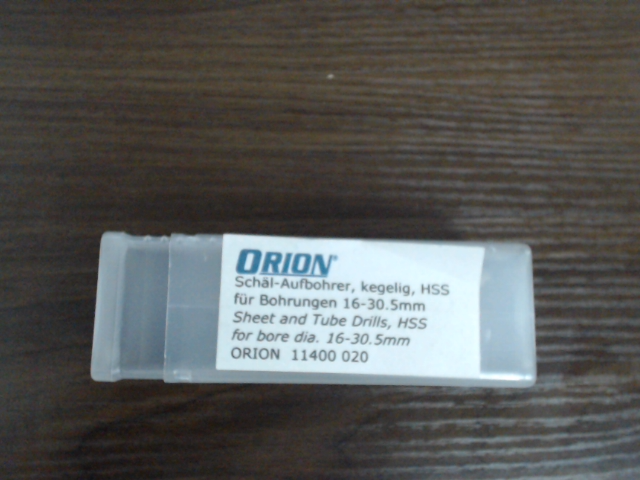 ORION
Schäl-Aufbohrer, kegelig, HSS
für Bohrungen 16-30.5mm
Sheet and Tube Drills, HSS
for bore dia. 16-30.5mm
ORION 11400 020